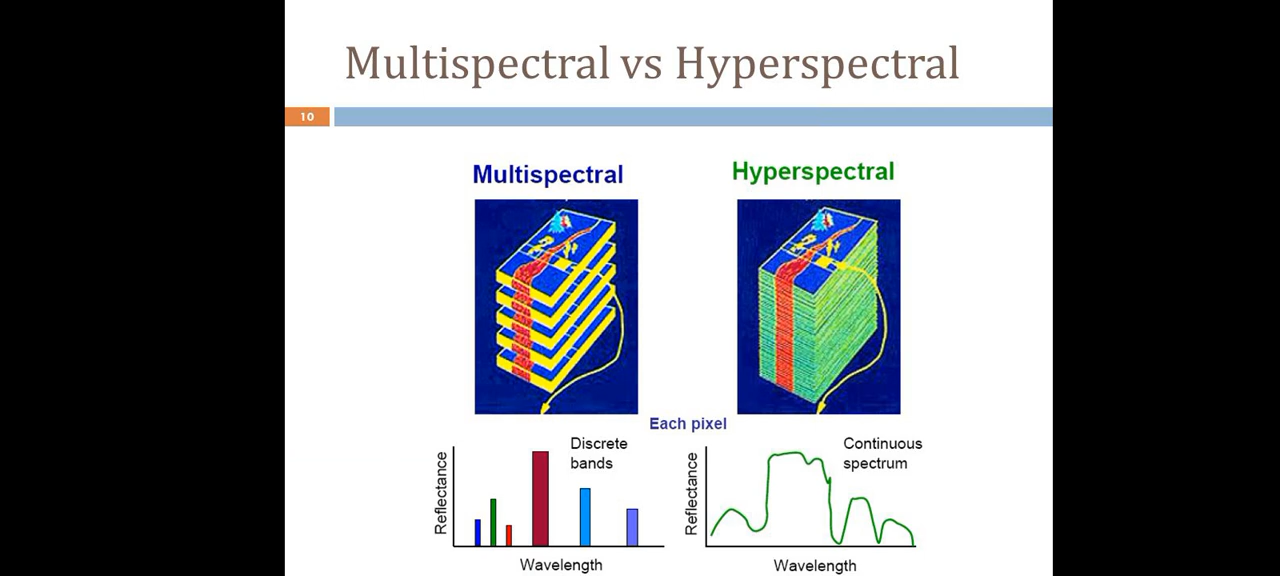 Multispectral vs Hyperspectral
10
Multispectral
Hyperspectral
Each pixel
Discrete
bands
Reflectance
Wavelength
Continuous
spectrum
Reflectance
Wavelength